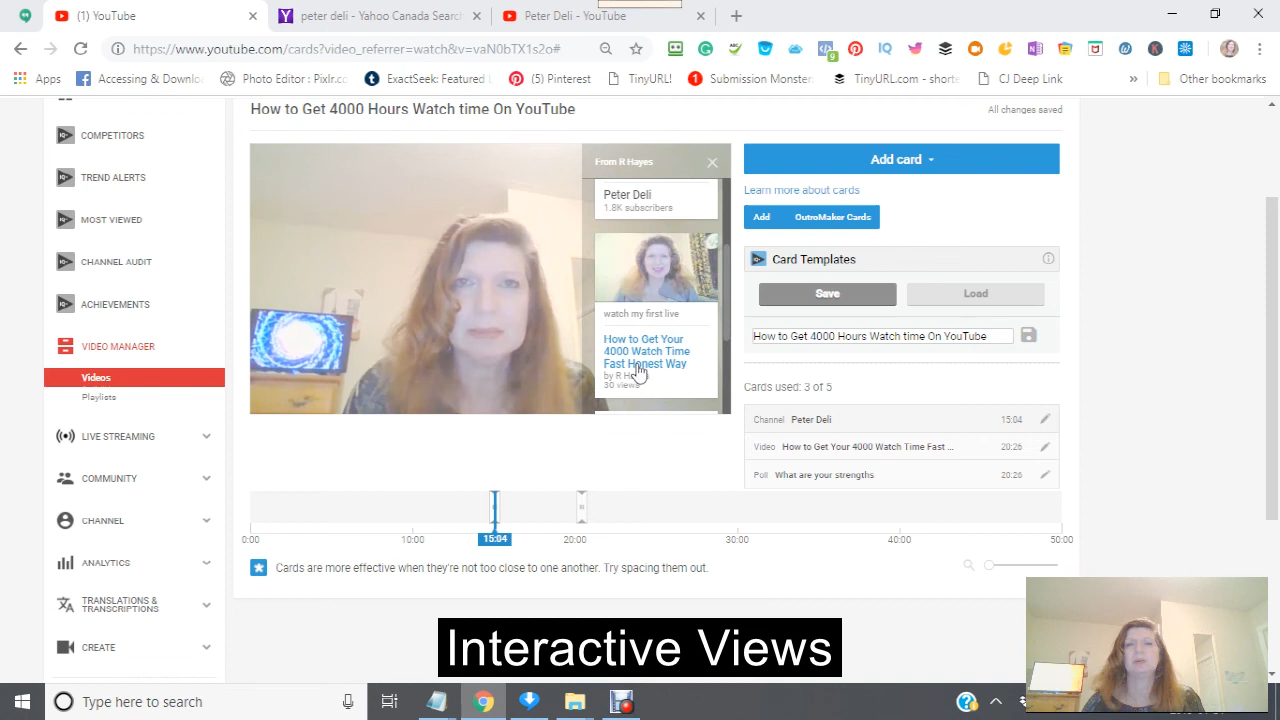 (1) YouTube
peter deli - Yahoo Canada Search
Peter Deli - YouTube
https://www.youtube.com/cards?video_referrer=watch&v=vaN0bTX1s2o#
9
Apps
Accessing & Downlo
Photo Editor : Pixlr.co
ExactSeek: Featured L
(5) Pinterest
TinyURL!
Submission Monster
TinyURL.com - shorte
CJ Deep Link
»
Other bookmarks
How to Get 4000 Hours Watch time On YouTube
All changes saved
COMPETITORS
TREND ALERTS
MOST VIEWED
CHANNEL AUDIT
ACHIEVEMENTS
VIDEO MANAGER
Videos
Playlists
LIVE STREAMING
COMMUNITY
CHANNEL
ANALYTICS
TRANSLATIONS &
TRANSCRIPTIONS
CREATE
From R Hayes
Peter Deli
1.8K subscribers
watch my first live
How to Get Your
4000 Watch Time
Fast Honest Way
by R
30 views
Add card
Learn more about cards
Add OutroMaker Cards
Card Templates
Save
Load
How to Get 4000 Hours Watch time On YouTube
Cards used: 3 of 5
Channel Peter Deli 15:04
Video How to Get Your 4000 Watch Time Fast ... 20:26
Poll What are your strengths 20:26
0:00 10:00 15:04 20:00 30:00 40:00 50:00
Cards are more effective when they're not too close to one another. Try spacing them out.
Interactive Views
Type here to search